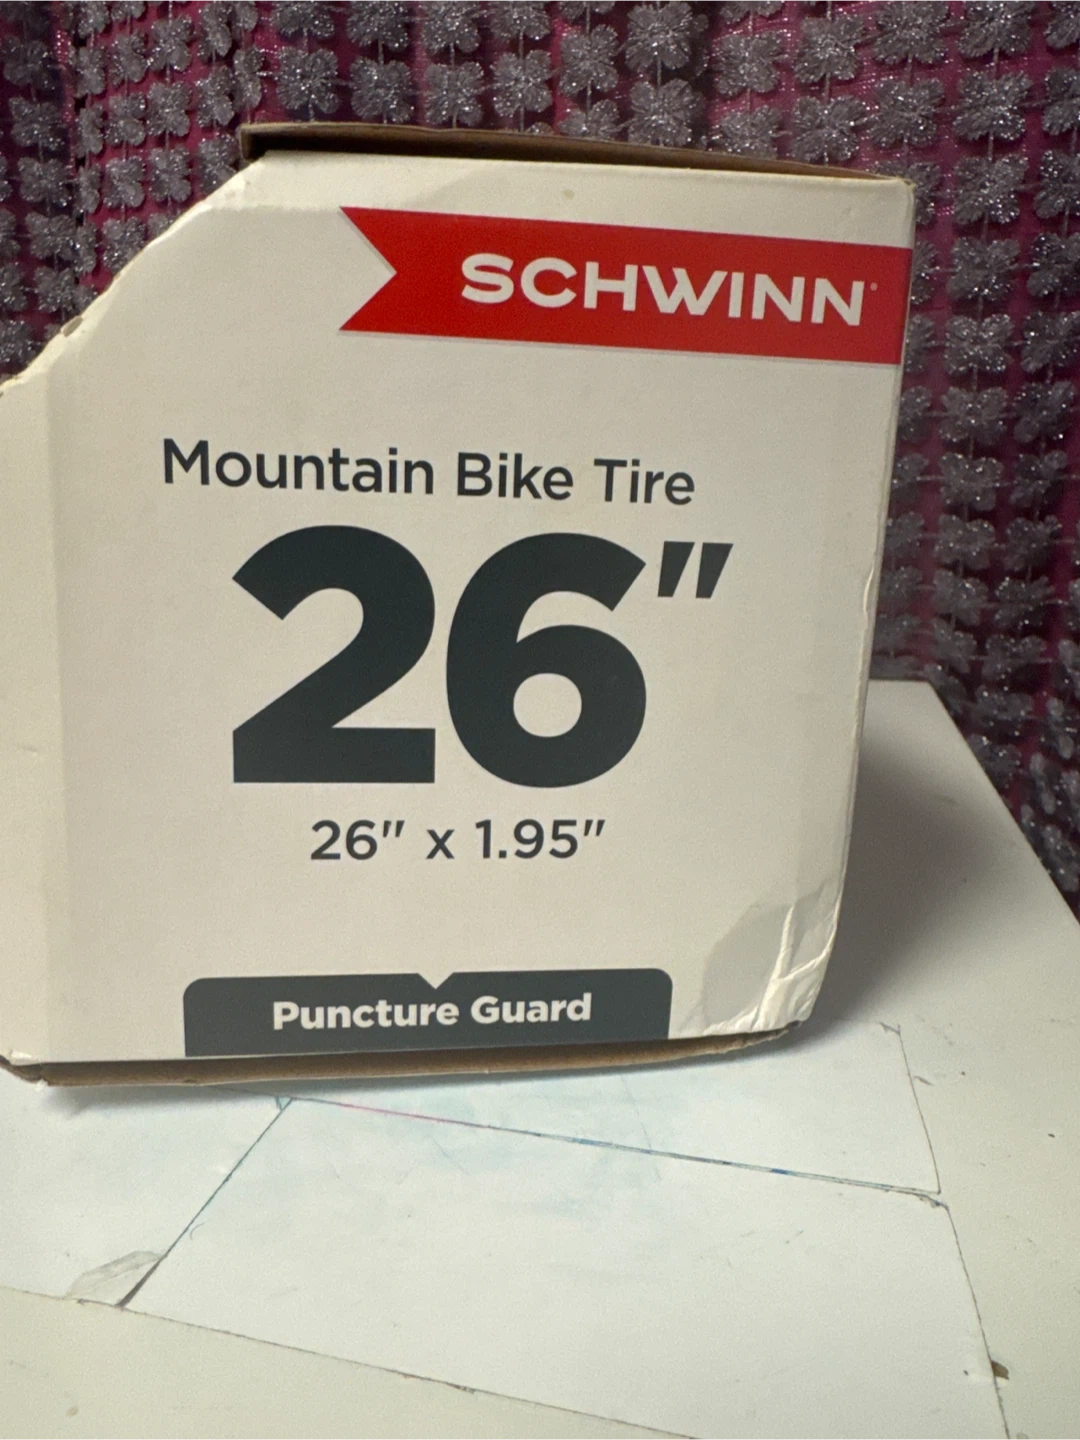 SCHWINN
Mountain Bike Tire
26"
26" x 1.95"
Puncture Guard